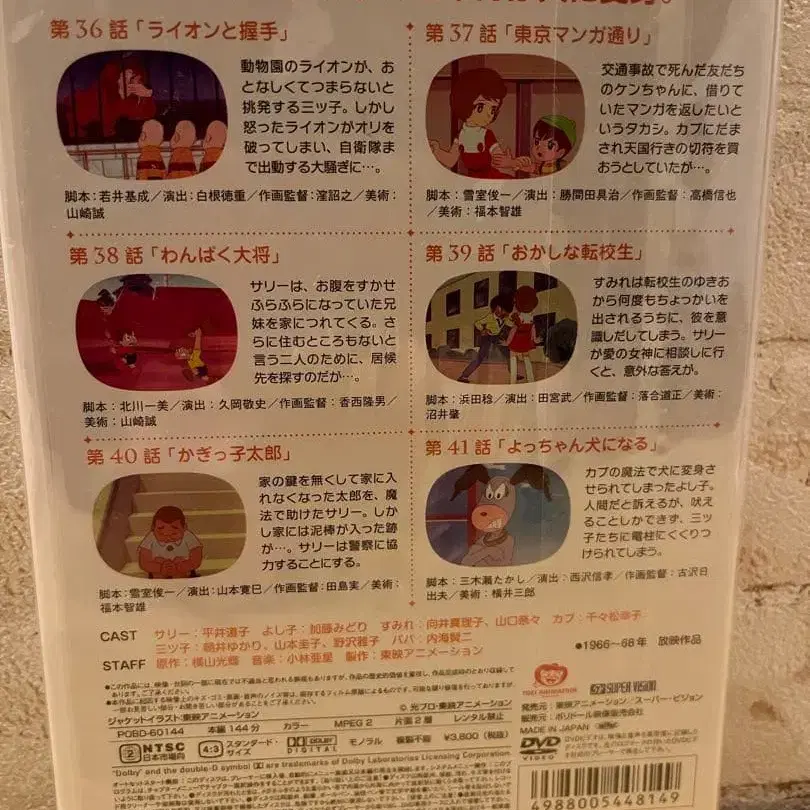 第36話「ライオンと握手」
動物園のライオンが、お
となしくてつまらないと
挑発する三ツ子。しかし
怒ったライオンがオリを
破ってしまい、自衛隊ま
で出動する大騒ぎに…。
脚本：若井基成／演出：白根徳重／作画監督：窪詔之／美術：
山崎誠
第37話「東京マンガ通り」
交通事故で死んだ友だち
のケンちゃんに、借りて
いたマンガを返したいと
いうタカシ。カブにだま
され天国行きの切符を買
おうとしていたが…。
脚本：雪室俊一／演出：勝間田具治／作画監督：高橋信也
／美術：福本智雄
第38話「わんぱく大将」
サリーは、お腹をすかせ
ふらふらになっていた兄
妹を家につれてくる。さ
らに住むところもないと
言う二人のために、居候
先を探すのだが…。
脚本：北川一美／演出：久岡敬史／作画監督：香西隆男／
美術：山崎誠
第39話「おかしな転校生」
すみれは転校生のゆきお
から何度もちょっかいを
出されるうちに、彼を意
識しだしてしまう。サリー
が愛の女神に相談しに行
くと、意外な答えが。
脚本：浜田稔／演出：田宮武／作画監督：落合道正／美術：
沼井肇
第40話「かぎっ子太郎」
家の鍵を無くして家に入
れなくなった太郎を、魔
法で助けたサリー。しか
し家には泥棒が入った跡
が…。サリーは警察に協
力することにする。
脚本：雪室俊一／演出：山本寛巳／作画監督：田島実／美術：
福本智雄
第41話「よっちゃん犬になる」
カブの魔法で犬に変身さ
せられてしまったよし子。
人間だと訴えるが、吠え
ることしかできず、三ツ
子たちに電柱にくくりつ
けられてしまい。
脚本：三木瀬たかし／演出：西沢信孝／作画監督：古沢日
出夫／美術：横井三郎
CAST サリー：平井道子 よし子：加藤みどり すみれ：向井真理子、山口奈々 カブ：千々松幸子
三ツ子：朝井ゆかり、山本圭子、野沢雅子 パパ：内海賢二
STAFF 原作：横山光輝 音楽：小林亜星 製作：東映アニメーション
●1966～68年 放映作品
ジャケットイラスト：東映アニメーション
© 光プロ・東映アニメーション
POBD-60144 本編144分 カラー MPEG 2 片面2層 レンタル禁止
2 NTSC 日本市場向 4:3 スタンダード・サイズ DOLBY DIGITAL モノラル 複製不能 ¥3,800（税込）
"Dolby" and the double-D symbol are trademarks of Dolby Laboratories Licensing Corporation
TOEI ANIMATION
SUPER VISION
発売元：東映アニメーション／スーパー・ビジョン
販売元：ポリドール映像販売会社
MADE IN JAPAN
DVD VIDEO
4988005448149